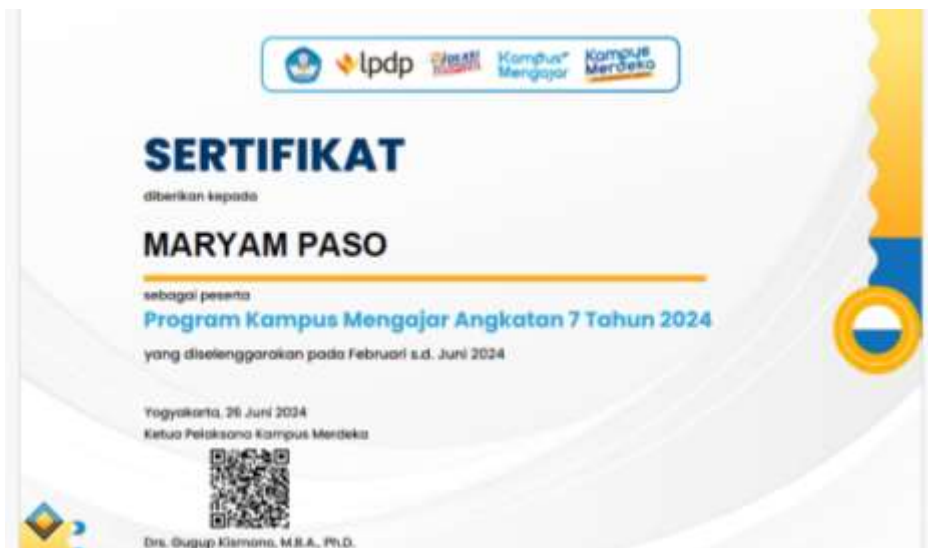 lpdp Kampus Mengajar Kampus Merdeka
SERTIFIKAT
diberikan kepada
MARYAM PASO
sebagai peserta
Program Kampus Mengajar Angkatan 7 Tahun 2024
yang diselenggarakan pada Februari s.d. Juni 2024
Yogyakarta, 26 Juni 2024
Ketua Pelaksana Kampus Merdeka
Drs. Gugup Kismono, M.B.A., Ph.D.